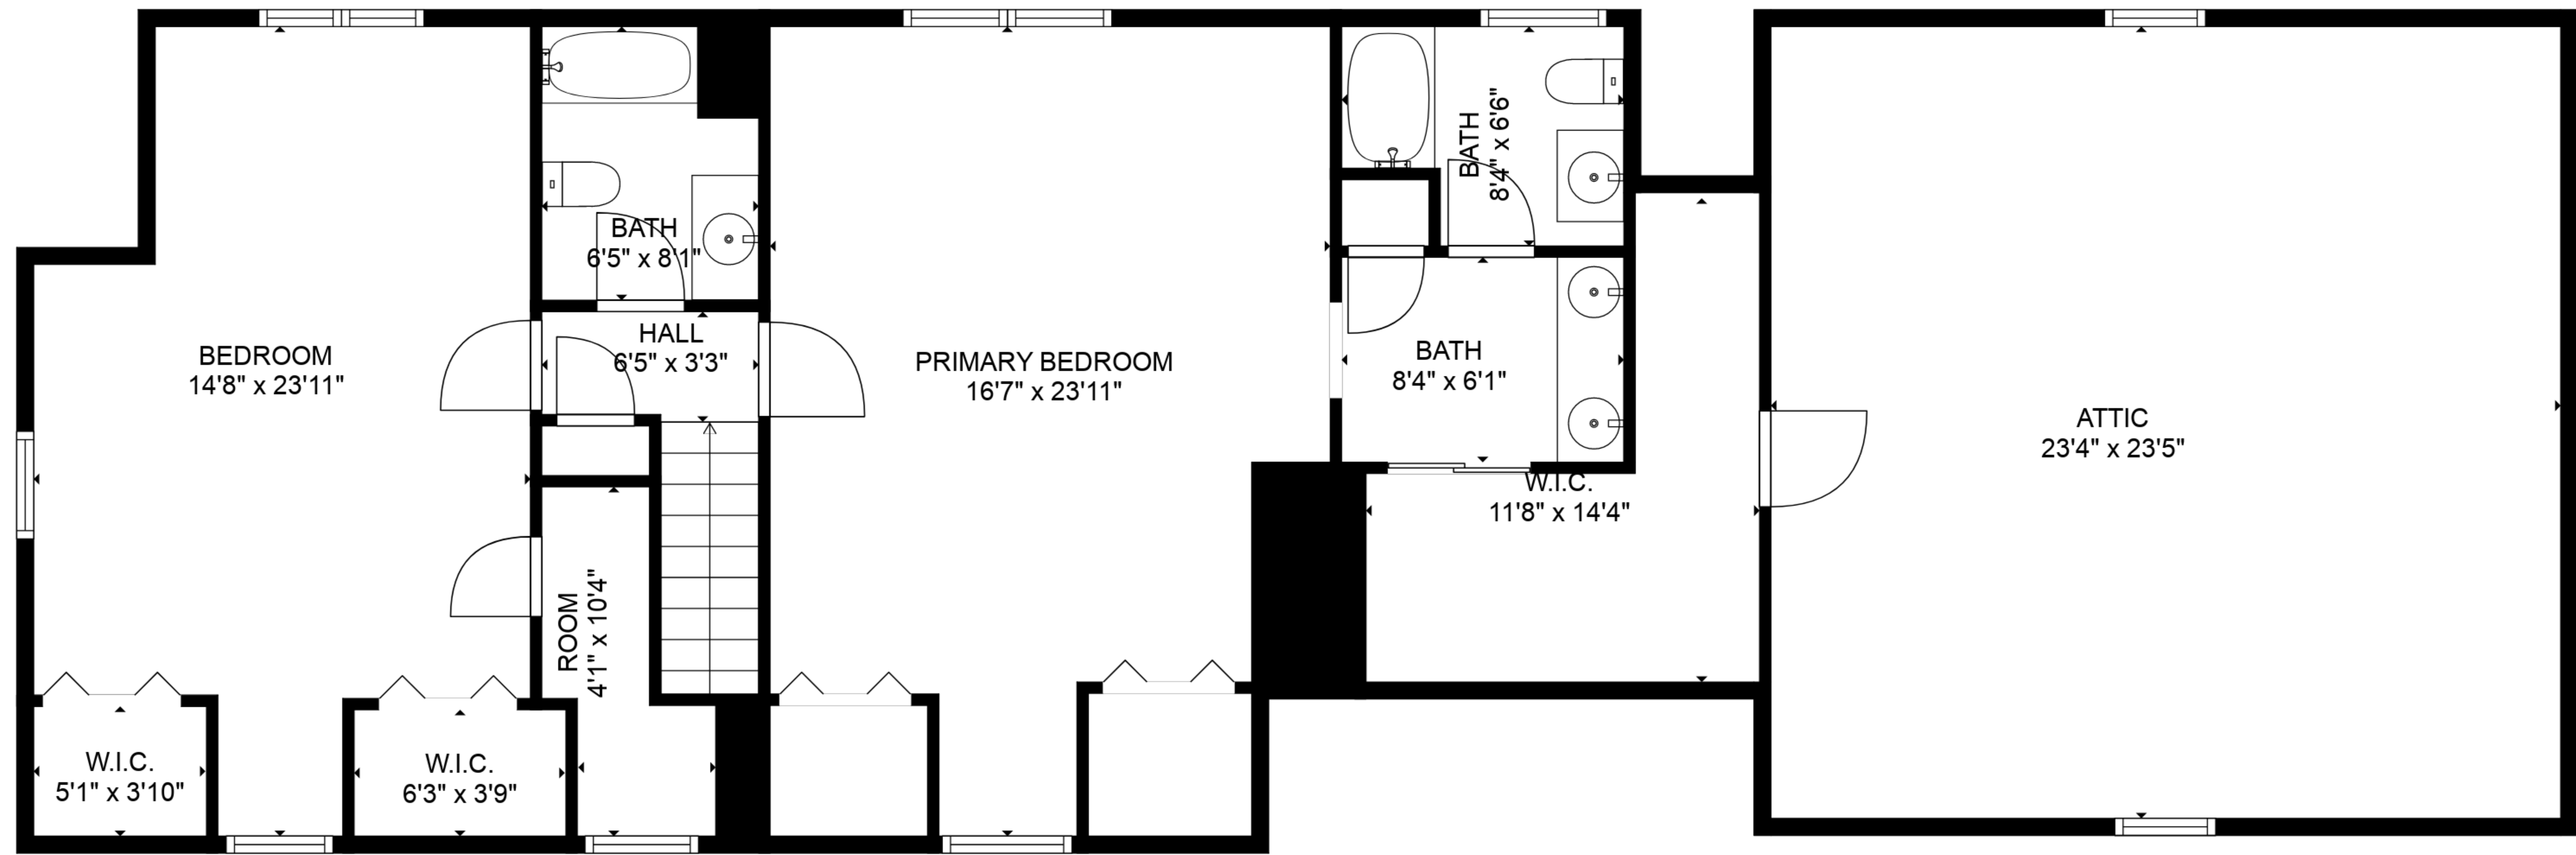 BEDROOM
14'8" x 23'11"
BATH
6'5" x 8'1"
HALL
6'5" x 3'3"
PRIMARY BEDROOM
16'7" x 23'11"
BATH
8'4" x 6'6"
BATH
8'4" x 6'1"
W.I.C.
11'8" x 14'4"
ATTIC
23'4" x 23'5"
ROOM
4'1" x 10'4"
W.I.C.
5'1" x 3'10"
W.I.C.
6'3" x 3'9"